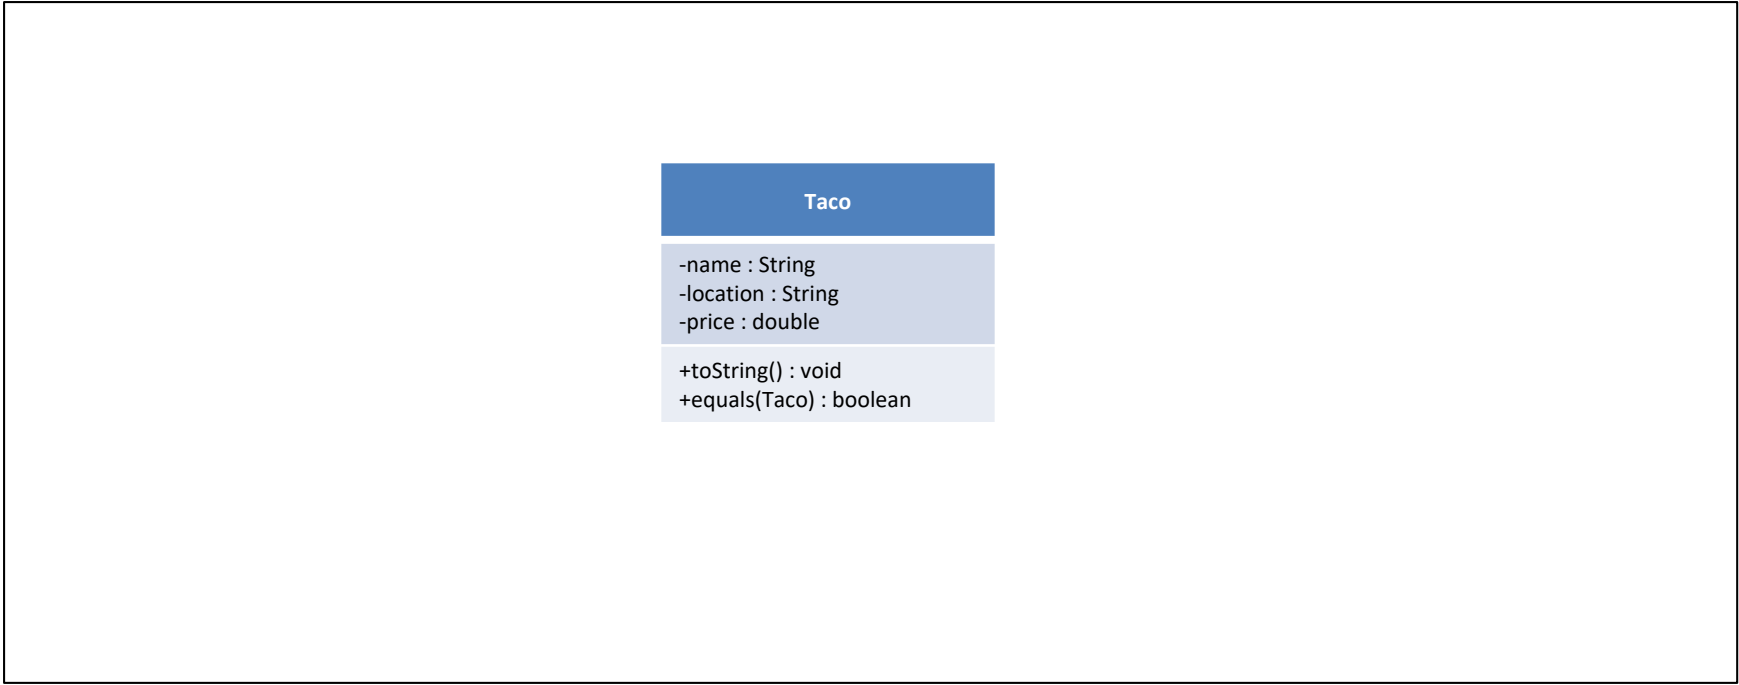 Taco
-name : String
-location : String
-price : double
+toString() : void
+equals(Taco) : boolean